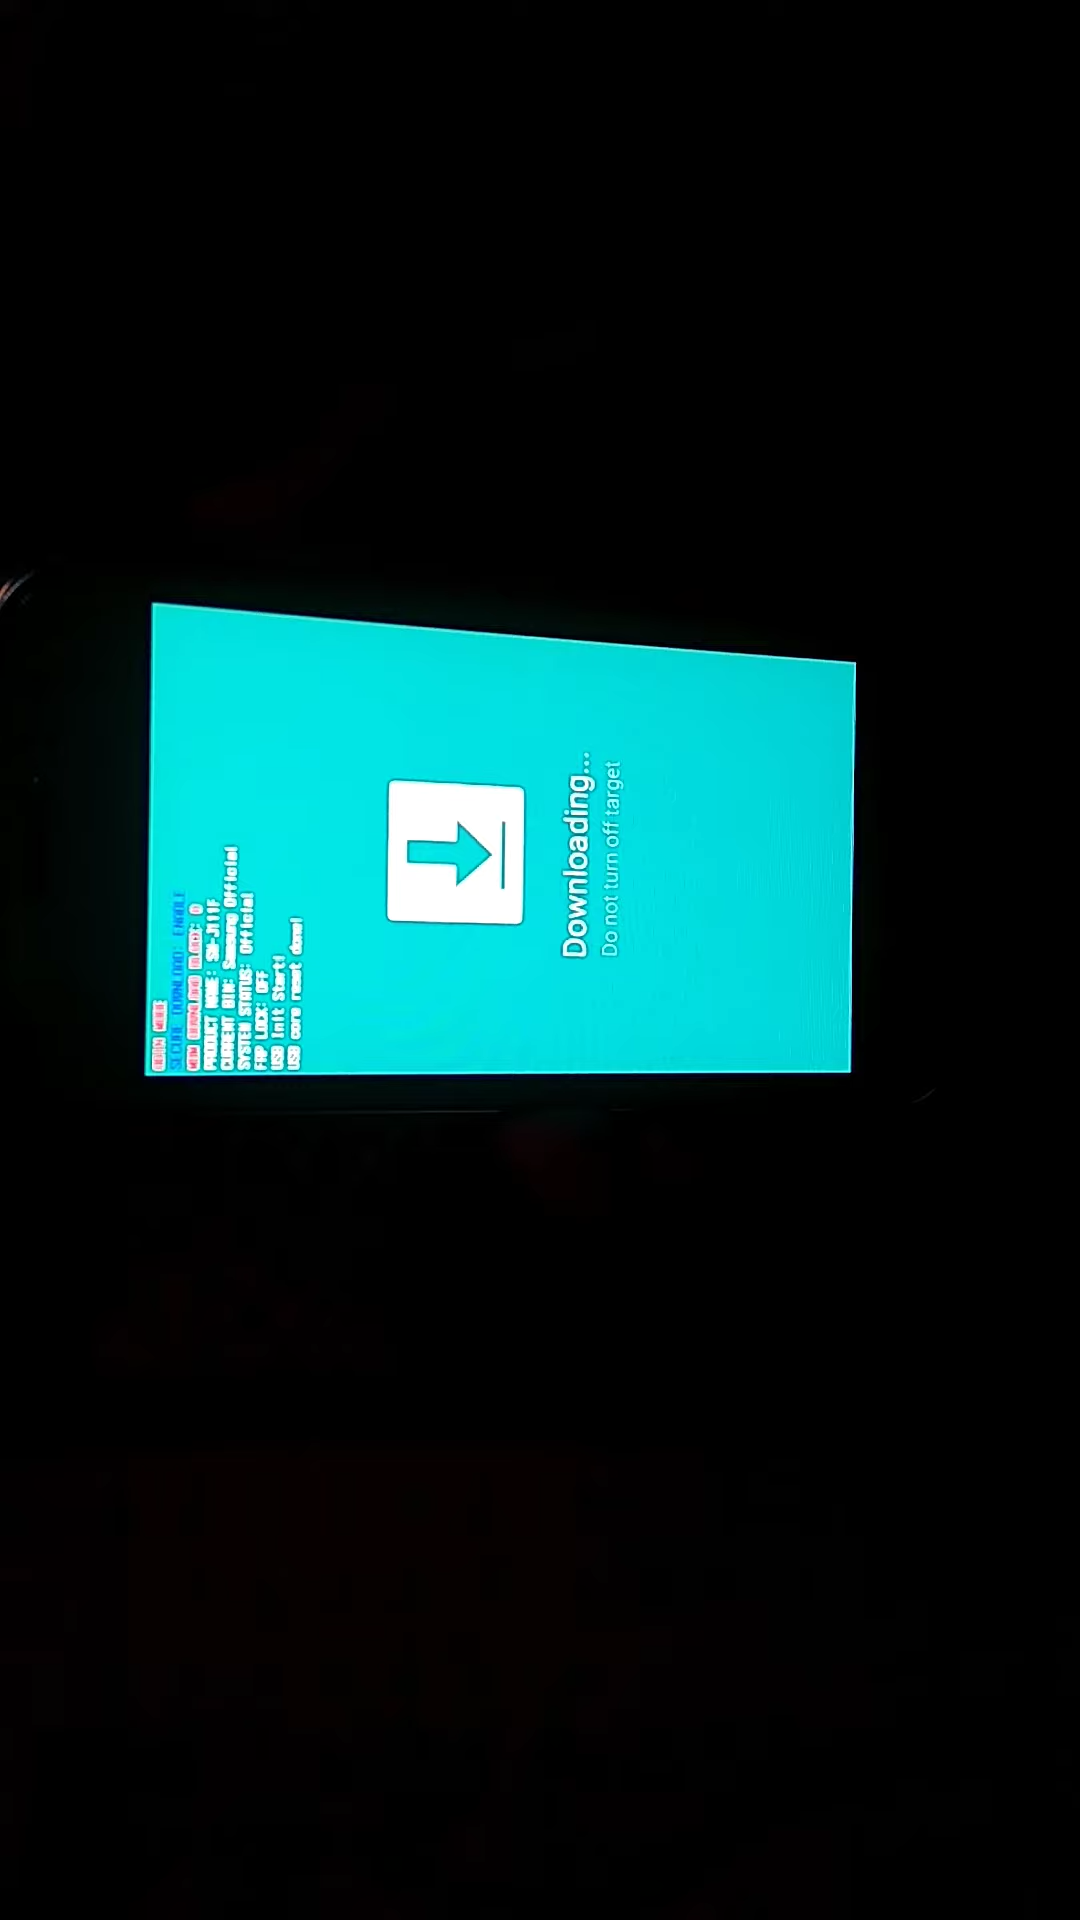 ODIN MODE
SECURE DOWNLOAD: ENABLE
PRODUCT NAME: SM-J111F
CURRENT BIN: Samsung Official
SYSTEM STATUS: Official
FRP LOCK: OFF
USB Init Start!
USB core reset done!
Downloading...
Do not turn off target